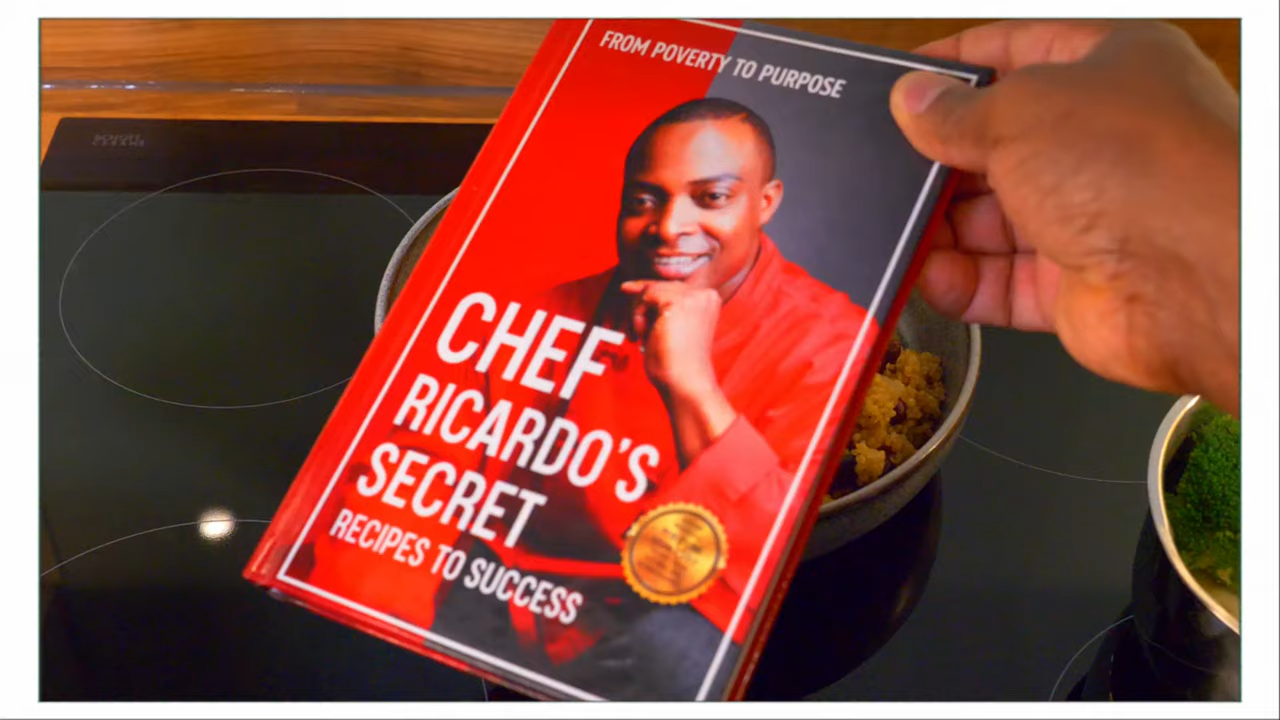 FROM POVERTY TO PURPOSE
CHEF
RICARDO'S
SECRET
RECIPES TO SUCCESS